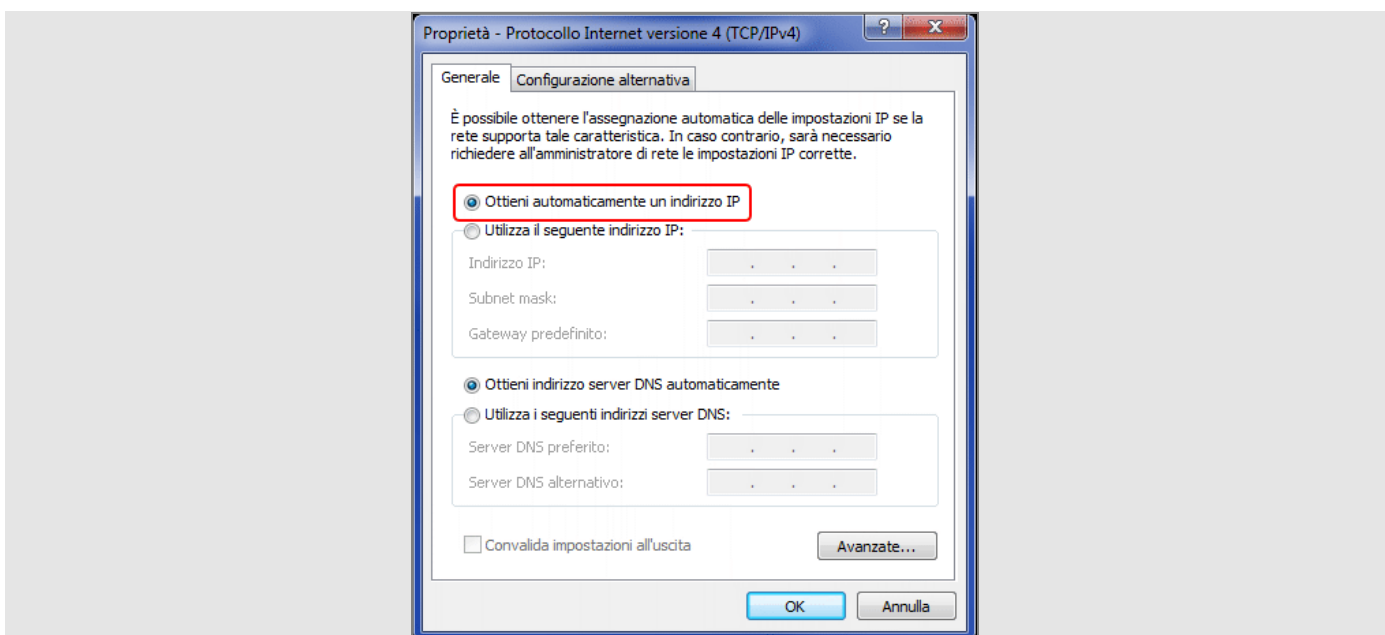 Proprietà - Protocollo Internet versione 4 (TCP/IPv4)
? X
Generale
Configurazione alternativa
È possibile ottenere l'assegnazione automatica delle impostazioni IP se la
rete supporta tale caratteristica. In caso contrario, sarà necessario
richiedere all'amministratore di rete le impostazioni IP corrette.
Ottieni automaticamente un indirizzo IP
Utilizza il seguente indirizzo IP:
Indirizzo IP: . . .
Subnet mask: . . .
Gateway predefinito: . . .
Ottieni indirizzo server DNS automaticamente
Utilizza i seguenti indirizzi server DNS:
Server DNS preferito: . . .
Server DNS alternativo: . . .
Convalida impostazioni all'uscita
Avanzate...
OK
Annulla